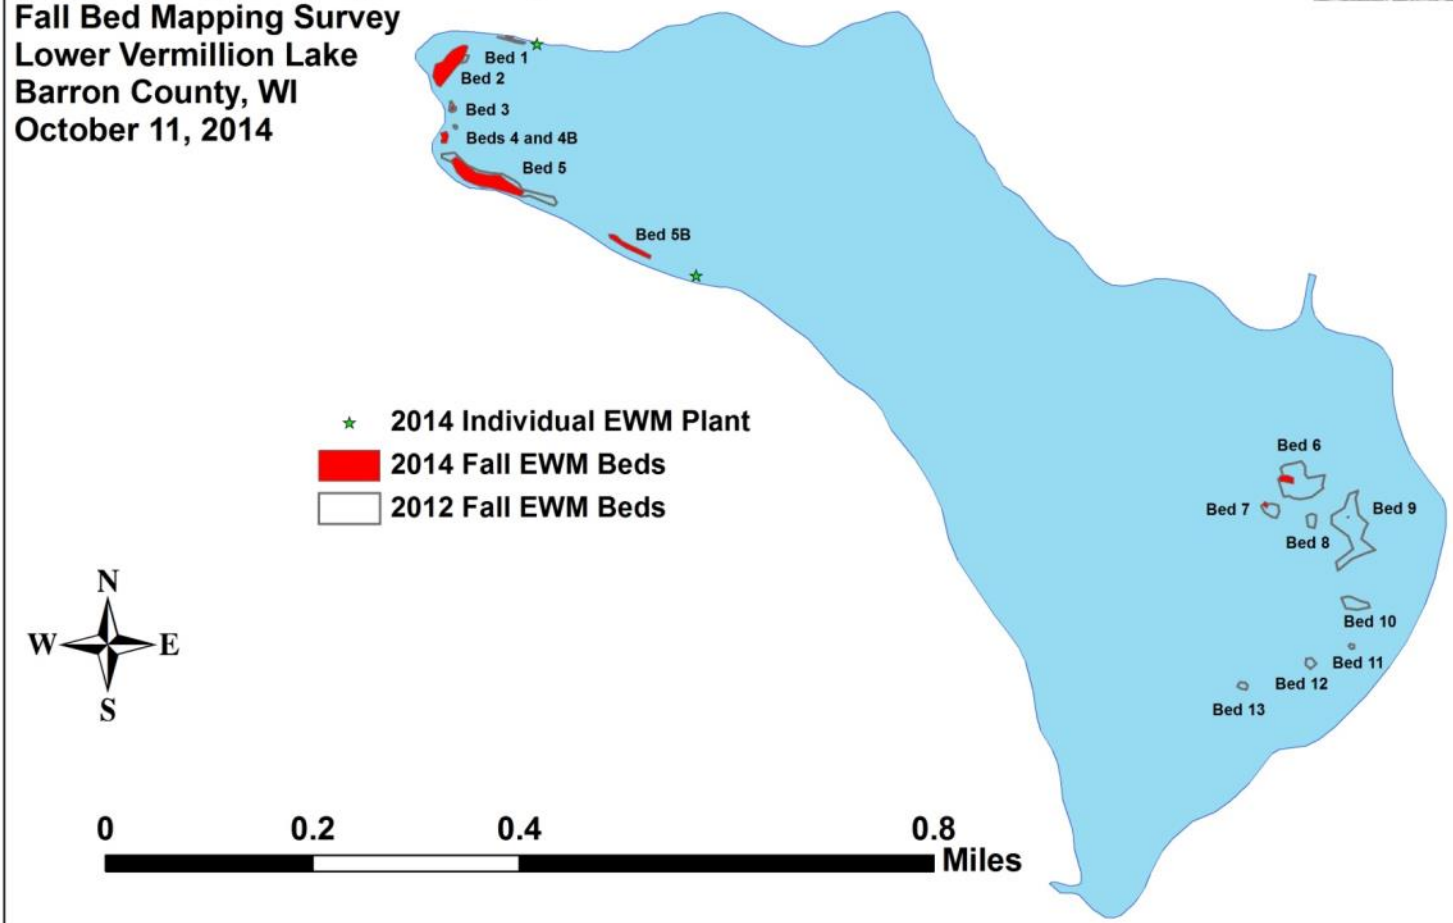 Fall Bed Mapping Survey
Lower Vermillion Lake
Barron County, WI
October 11, 2014
Bed 1
Bed 2
Bed 3
Beds 4 and 4B
Bed 5
Bed 5B
2014 Individual EWM Plant
2014 Fall EWM Beds
2012 Fall EWM Beds
Bed 6
Bed 7
Bed 9
Bed 8
Bed 10
Bed 11
Bed 12
Bed 13
N
W E
S
0 0.2 0.4 0.8
Miles